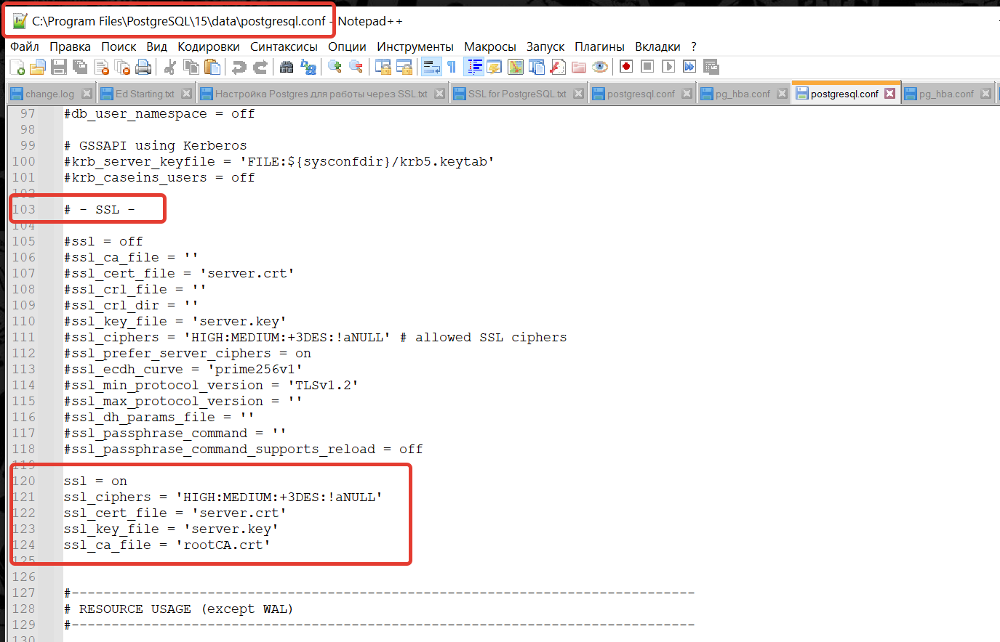 C:\Program Files\PostgreSQL\15\data\postgresql.conf - Notepad++
Файл Правка Поиск Вид Кодировки Синтаксисы Опции Инструменты Макросы Запуск Плагины Вкладки ?
change.log Ed Starting.txt Настройка Postgres для работы через SSL.txt SSL for PostgreSQL.txt postgresql.conf pg_hba.conf postgresql.conf pg_hba.conf
97 #db_user_namespace = off
98
99 # GSSAPI using Kerberos
100 #krb_server_keyfile = 'FILE:${sysconfdir}/krb5.keytab'
101 #krb_caseins_users = off
102
103 # - SSL -
104
105 #ssl = off
106 #ssl_ca_file = ''
107 #ssl_cert_file = 'server.crt'
108 #ssl_crl_file = ''
109 #ssl_crl_dir = ''
110 #ssl_key_file = 'server.key'
111 #ssl_ciphers = 'HIGH:MEDIUM:+3DES:!aNULL' # allowed SSL ciphers
112 #ssl_prefer_server_ciphers = on
113 #ssl_ecdh_curve = 'prime256v1'
114 #ssl_min_protocol_version = 'TLSv1.2'
115 #ssl_max_protocol_version = ''
116 #ssl_dh_params_file = ''
117 #ssl_passphrase_command = ''
118 #ssl_passphrase_command_supports_reload = off
119
120 ssl = on
121 ssl_ciphers = 'HIGH:MEDIUM:+3DES:!aNULL'
122 ssl_cert_file = 'server.crt'
123 ssl_key_file = 'server.key'
124 ssl_ca_file = 'rootCA.crt'
125
126
127 #------------------------------------------------------------------------------
128 # RESOURCE USAGE (except WAL)
129 #------------------------------------------------------------------------------
130